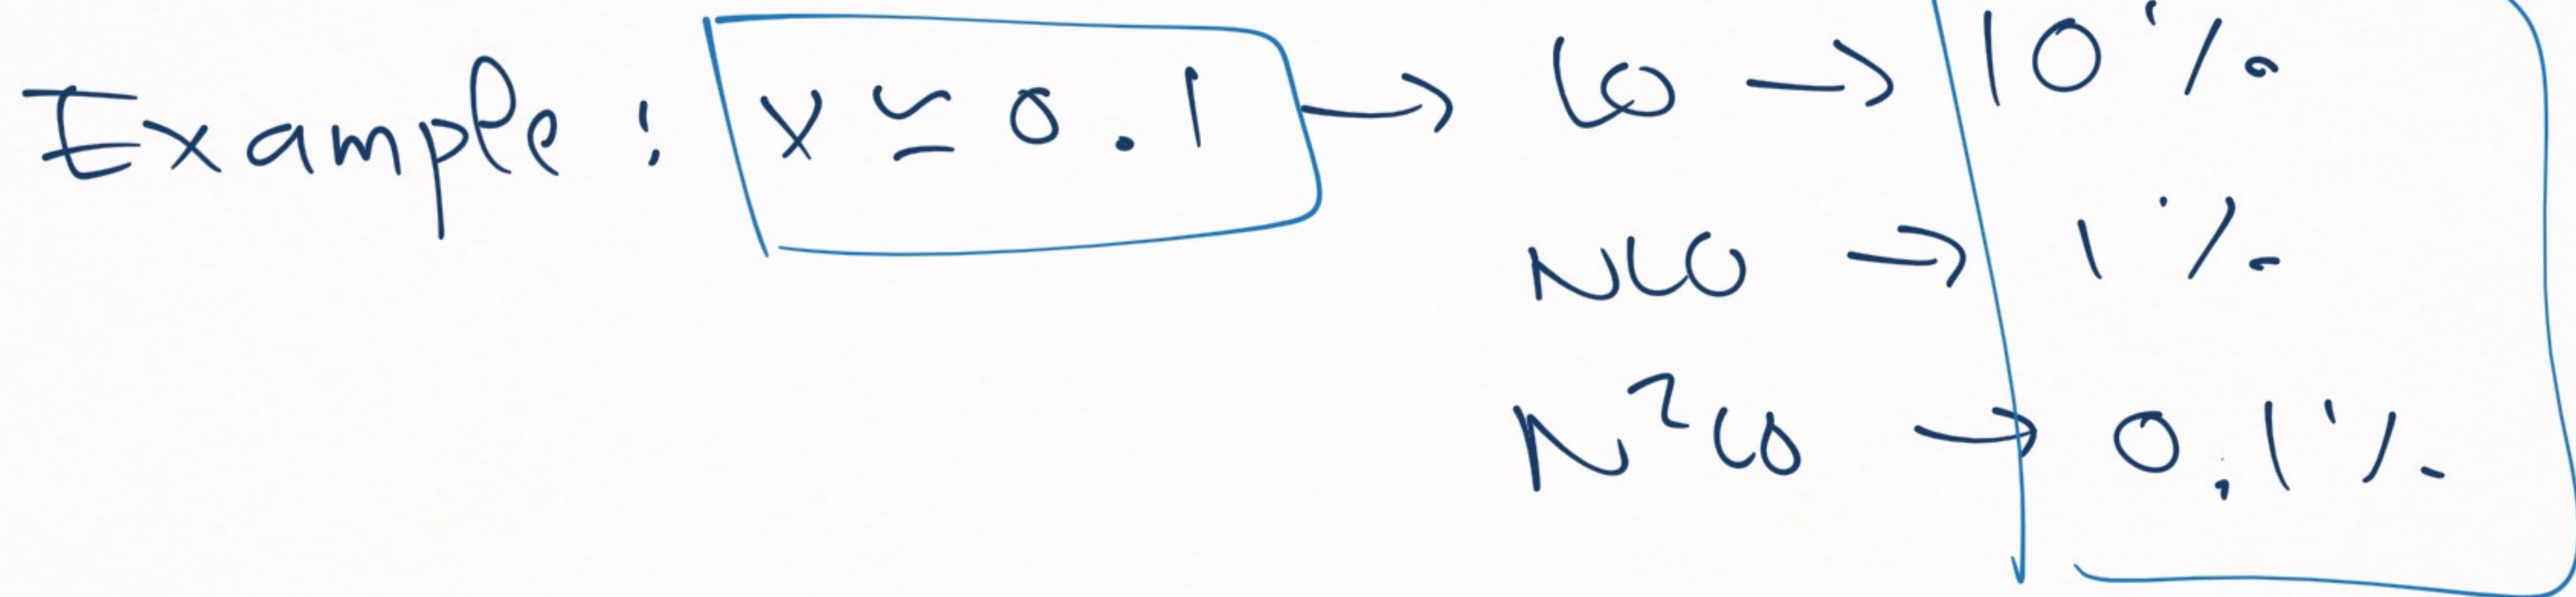 Example : x ≃ 0.1 → LO → 10 %
NLO → 1 %
N²LO → 0.1 %